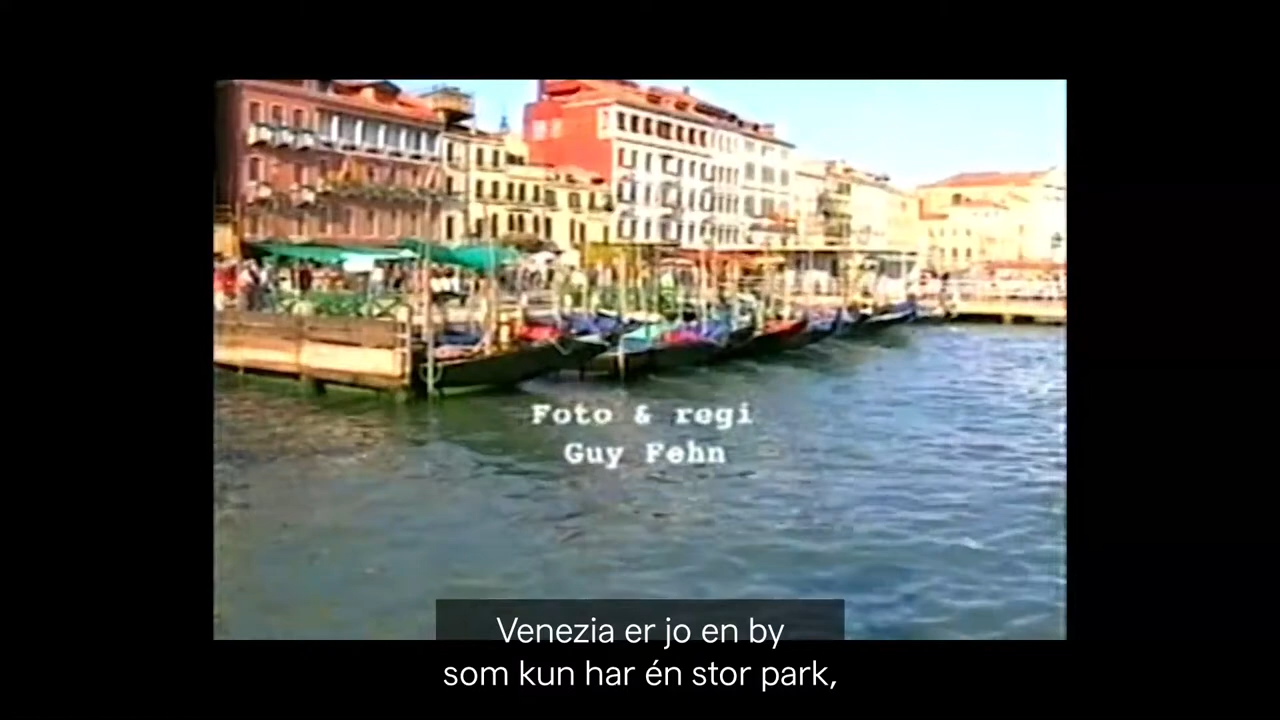 Foto & regi
Guy Fehn
Venezia er jo en by
som kun har én stor park,